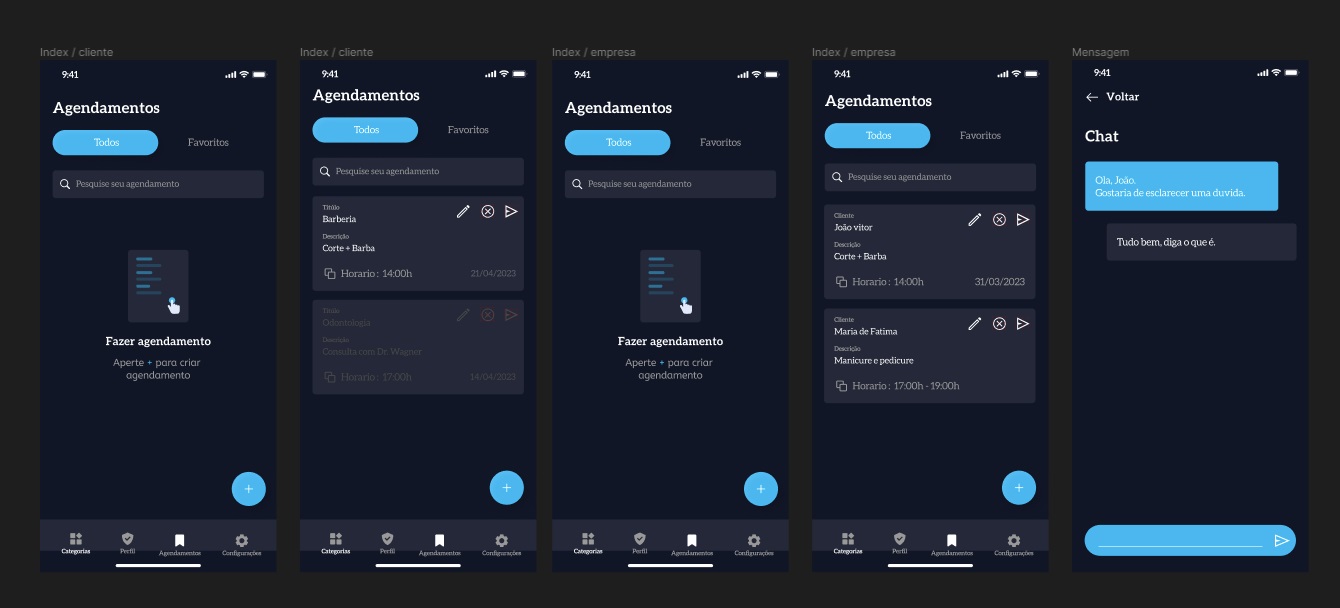 Index / cliente
9:41
Agendamentos
Todos
Favoritos
Pesquise seu agendamento
Fazer agendamento
Aperte + para criar
agendamento
+
Categorias
Perfil
Agendamentos
Configurações
Index / cliente
9:41
Agendamentos
Todos
Favoritos
Pesquise seu agendamento
Titúlo
Barberia
Descrição
Corte + Barba
Horario : 14:00h
21/04/2023
Titúlo
Odontologia
Descrição
Consulta com Dr. Wagner
Horario : 17:00h
14/04/2023
+
Categorias
Perfil
Agendamentos
Configurações
Index / empresa
9:41
Agendamentos
Todos
Favoritos
Pesquise seu agendamento
Fazer agendamento
Aperte + para criar
agendamento
+
Categorias
Perfil
Agendamentos
Configurações
Index / empresa
9:41
Agendamentos
Todos
Favoritos
Pesquise seu agendamento
Cliente
João vitor
Descrição
Corte + Barba
Horario : 14:00h
31/03/2023
Cliente
Maria de Fatima
Descrição
Manicure e pedicure
Horario : 17:00h - 19:00h
+
Categorias
Perfil
Agendamentos
Configurações
Mensagem
9:41
Voltar
Chat
Ola, João.
Gostaria de esclarecer uma duvida.
Tudo bem, diga o que é.